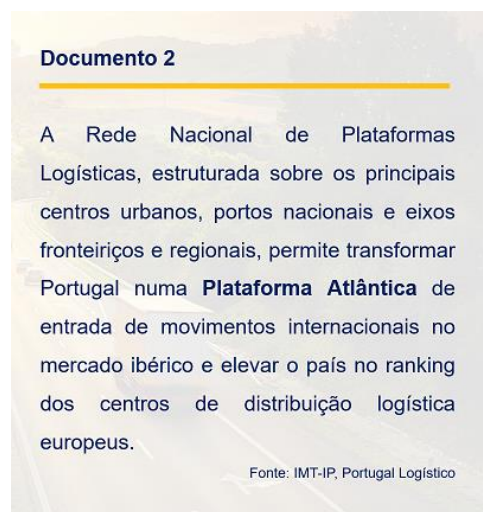 Documento 2
A Rede Nacional de Plataformas
Logísticas, estruturada sobre os principais
centros urbanos, portos nacionais e eixos
fronteiriços e regionais, permite transformar
Portugal numa Plataforma Atlântica de
entrada de movimentos internacionais no
mercado ibérico e elevar o país no ranking
dos centros de distribuição logística
europeus.
Fonte: IMT-IP, Portugal Logístico